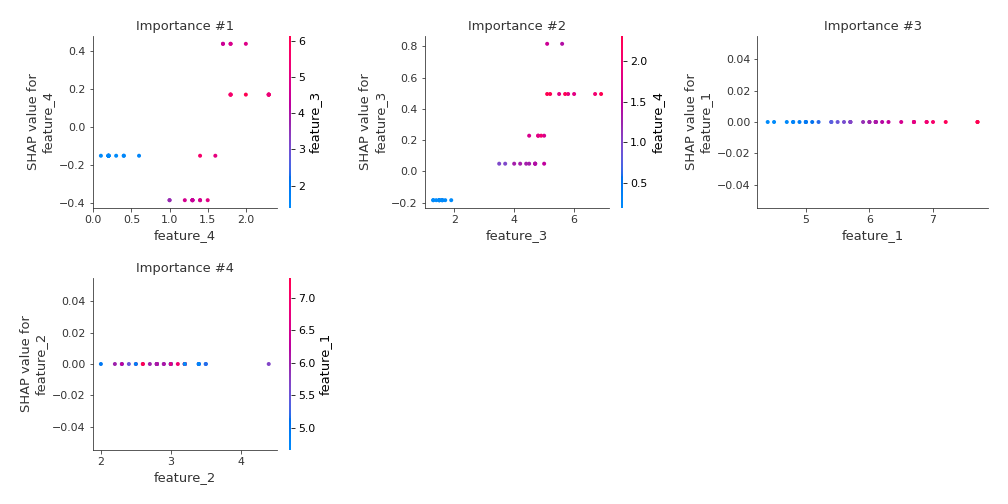 Importance #1
0.4
0.2
0.0
−0.2
−0.4
SHAP value for
feature_4
0.0
0.5
1.0
1.5
2.0
feature_4
6
5
4
3
2
feature_3
Importance #2
0.8
0.6
0.4
0.2
0.0
−0.2
SHAP value for
feature_3
2
4
6
feature_3
2.0
1.5
1.0
0.5
feature_4
Importance #3
0.04
0.02
0.00
−0.02
−0.04
SHAP value for
feature_1
5
6
7
feature_1
Importance #4
0.04
0.02
0.00
−0.02
−0.04
SHAP value for
feature_2
2
3
4
feature_2
7.0
6.5
6.0
5.5
5.0
feature_1